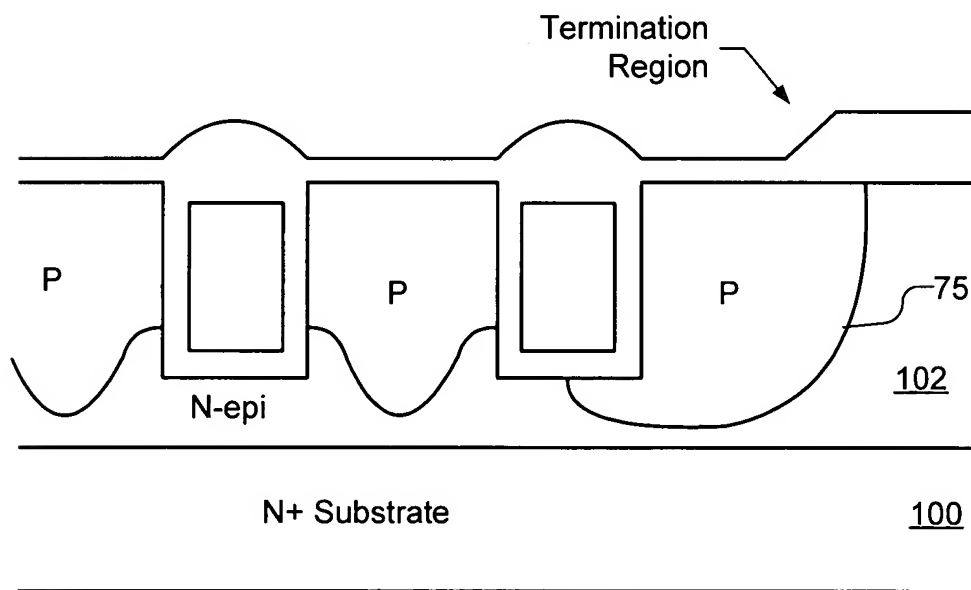 Termination
Region
P
P
P
75
102
N-epi
N+ Substrate
100